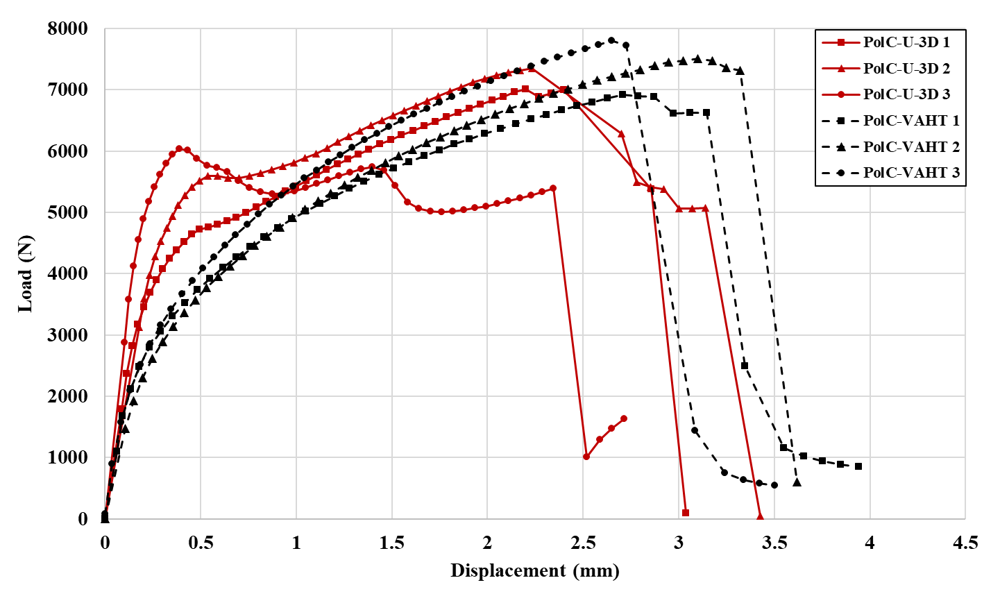 8000
7000
6000
5000
4000
3000
2000
1000
0
Load (N)
0 0.5 1 1.5 2 2.5 3 3.5 4 4.5
Displacement (mm)
PolC-U-3D 1
PolC-U-3D 2
PolC-U-3D 3
PolC-VAHT 1
PolC-VAHT 2
PolC-VAHT 3